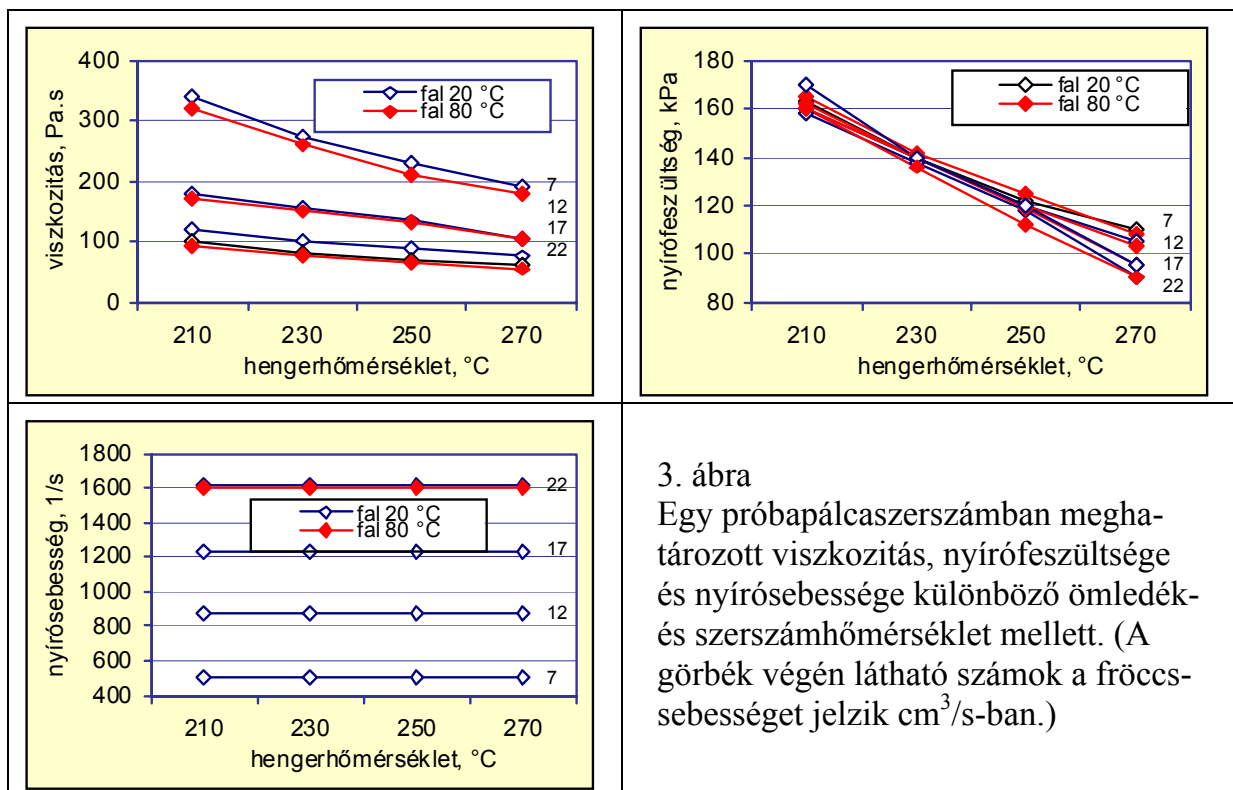 400
300
200
100
0
viszkozitás, Pa.s
fal 20 °C
fal 80 °C
7
12
17
22
210 230 250 270
hengerhőmérséklet, °C
180
160
140
120
100
80
nyírófeszültség, kPa
fal 20 °C
fal 80 °C
7
12
17
22
210 230 250 270
hengerhőmérséklet, °C
1800
1600
1400
1200
1000
800
600
400
nyírósebesség, 1/s
fal 20 °C
fal 80 °C
22
17
12
7
210 230 250 270
hengerhőmérséklet, °C
3. ábra
Egy próbapálcaszerszámban megha-
tározott viszkozitás, nyírófeszültsége
és nyírósebessége különböző ömledék-
és szerszámhőmérséklet mellett. (A
görbék végén látható számok a fröccs-
sebességet jelzik cm³/s-ban.)